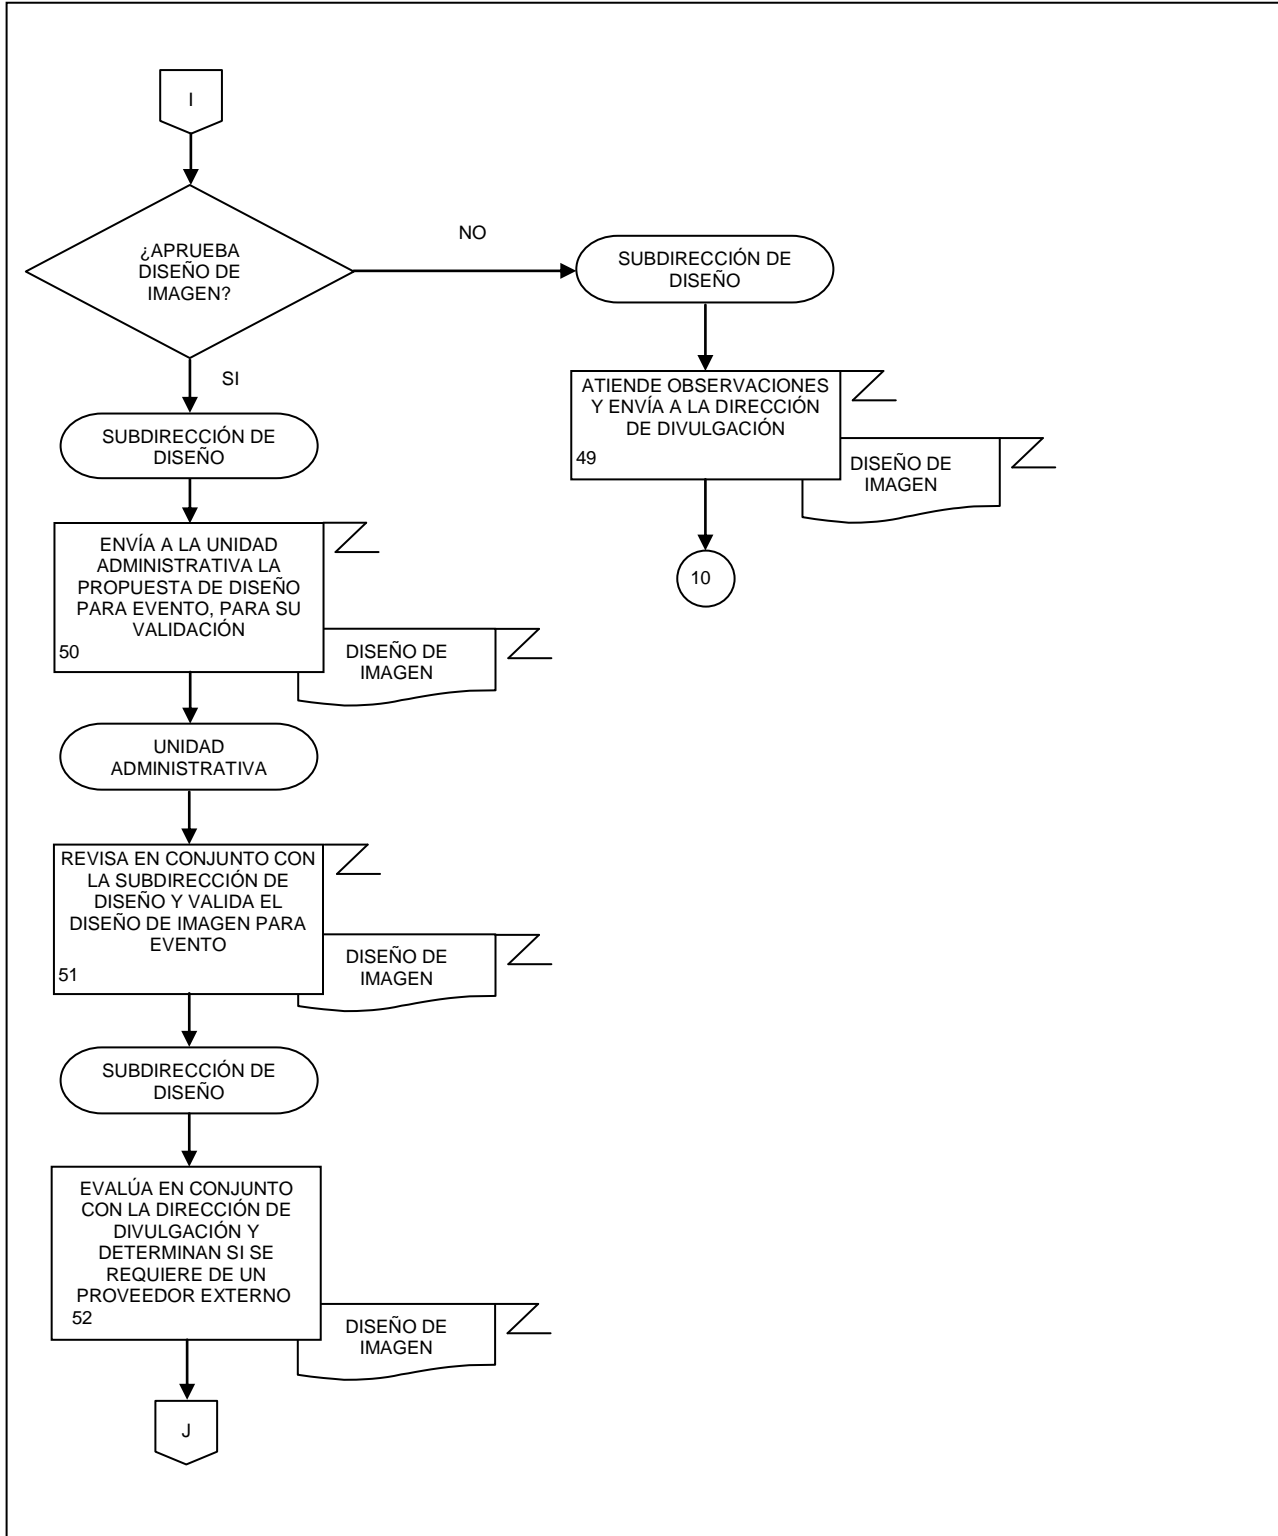 I
¿APRUEBA
DISEÑO DE
IMAGEN?
NO
SUBDIRECCIÓN DE
DISEÑO
ATIENDE OBSERVACIONES
Y ENVÍA A LA DIRECCIÓN
DE DIVULGACIÓN
49
DISEÑO DE
IMAGEN
10
SI
SUBDIRECCIÓN DE
DISEÑO
ENVÍA A LA UNIDAD
ADMINISTRATIVA LA
PROPUESTA DE DISEÑO
PARA EVENTO, PARA SU
VALIDACIÓN
50
DISEÑO DE
IMAGEN
UNIDAD
ADMINISTRATIVA
REVISA EN CONJUNTO CON
LA SUBDIRECCIÓN DE
DISEÑO Y VALIDA EL
DISEÑO DE IMAGEN PARA
EVENTO
51
DISEÑO DE
IMAGEN
SUBDIRECCIÓN DE
DISEÑO
EVALÚA EN CONJUNTO
CON LA DIRECCIÓN DE
DIVULGACIÓN Y
DETERMINAN SI SE
REQUIERE DE UN
PROVEEDOR EXTERNO
52
DISEÑO DE
IMAGEN
J